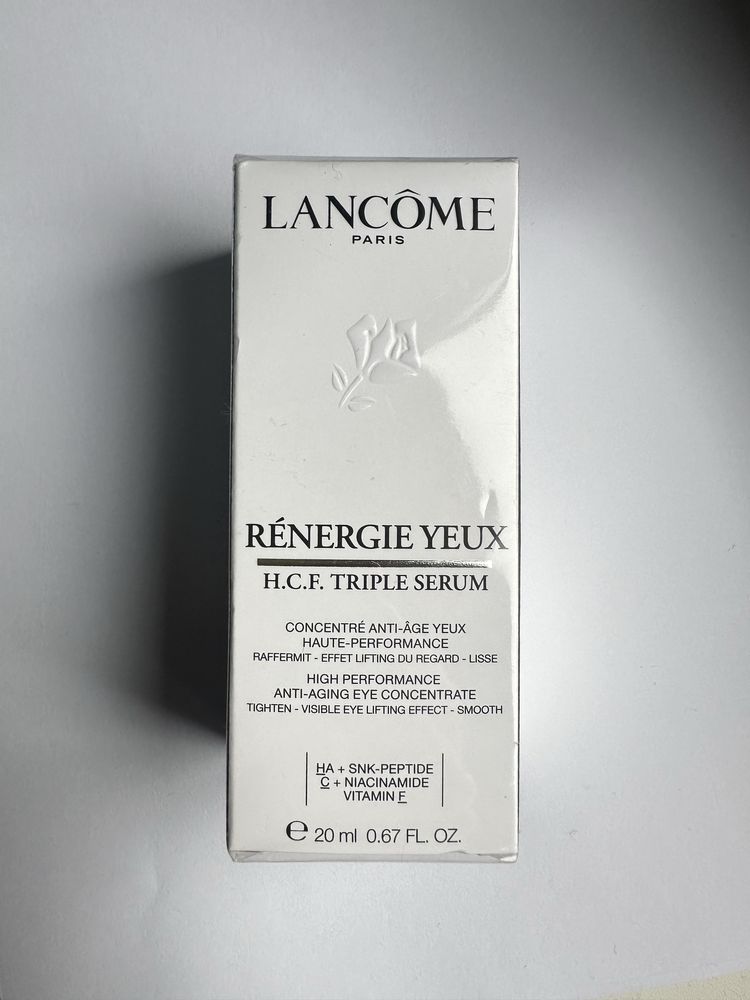 LANCÔME
PARIS
RÉNERGIE YEUX
H.C.F. TRIPLE SERUM
CONCENTRÉ ANTI-ÂGE YEUX
HAUTE-PERFORMANCE
RAFFERMIT - EFFET LIFTING DU REGARD - LISSE
HIGH PERFORMANCE
ANTI-AGING EYE CONCENTRATE
TIGHTEN - VISIBLE EYE LIFTING EFFECT - SMOOTH
HA + SNK-PEPTIDE
C + NIACINAMIDE
VITAMIN F
℮ 20 ml 0.67 FL. OZ.